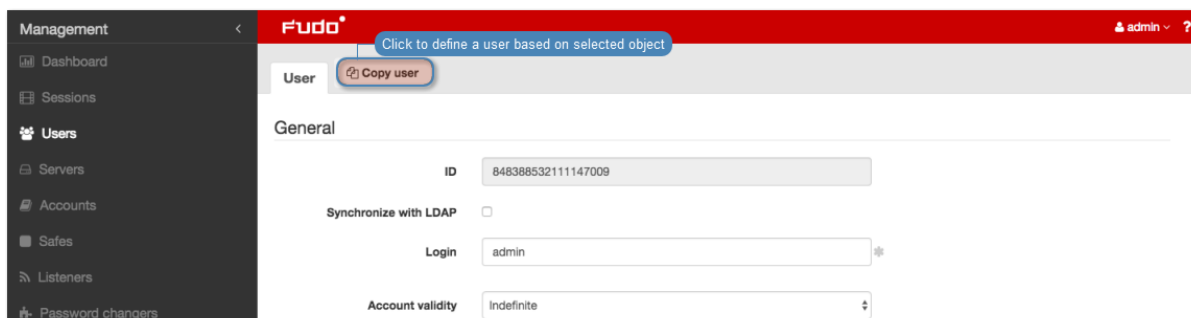 Management
Fudo
admin
?
Click to define a user based on selected object
Dashboard
User
Copy user
Sessions
Users
General
Servers
ID
848388532111147009
Accounts
Synchronize with LDAP
Safes
Login
admin
Listeners
Account validity
Indefinite
Password changers